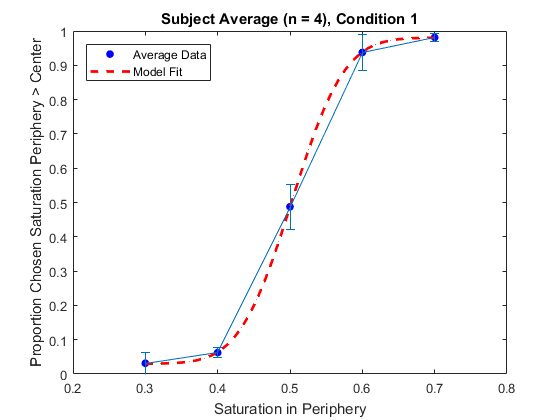 Subject Average (n = 4), Condition 1
Average Data
Model Fit
Proportion Chosen Saturation Periphery > Center
1
0.9
0.8
0.7
0.6
0.5
0.4
0.3
0.2
0.1
0
0.2 0.3 0.4 0.5 0.6 0.7 0.8
Saturation in Periphery